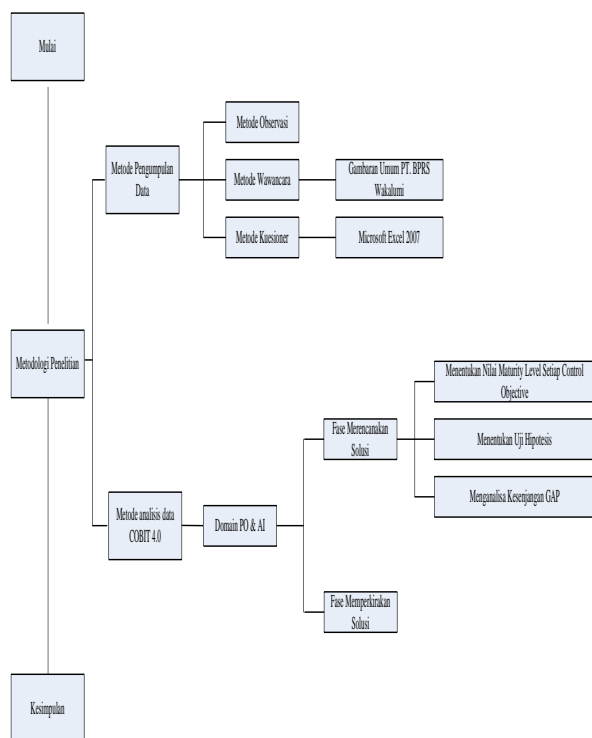 Mulai
Metode Observasi
Metode Pengumpulan
Data
Metode Wawancara
Gambaran Umum PT. BPRS
Wakalumi
Metode Kuesioner
Microsoft Excel 2007
Metodologi Penelitian
Menentukan Nilai Maturity Level Setiap Control
Objective
Fase Merencanakan
Solusi
Menentukan Uji Hipotesis
Menganalisa Kesenjangan GAP
Metode analisis data
COBIT 4.0
Domain PO & AI
Fase Memperkirakan
Solusi
Kesimpulan